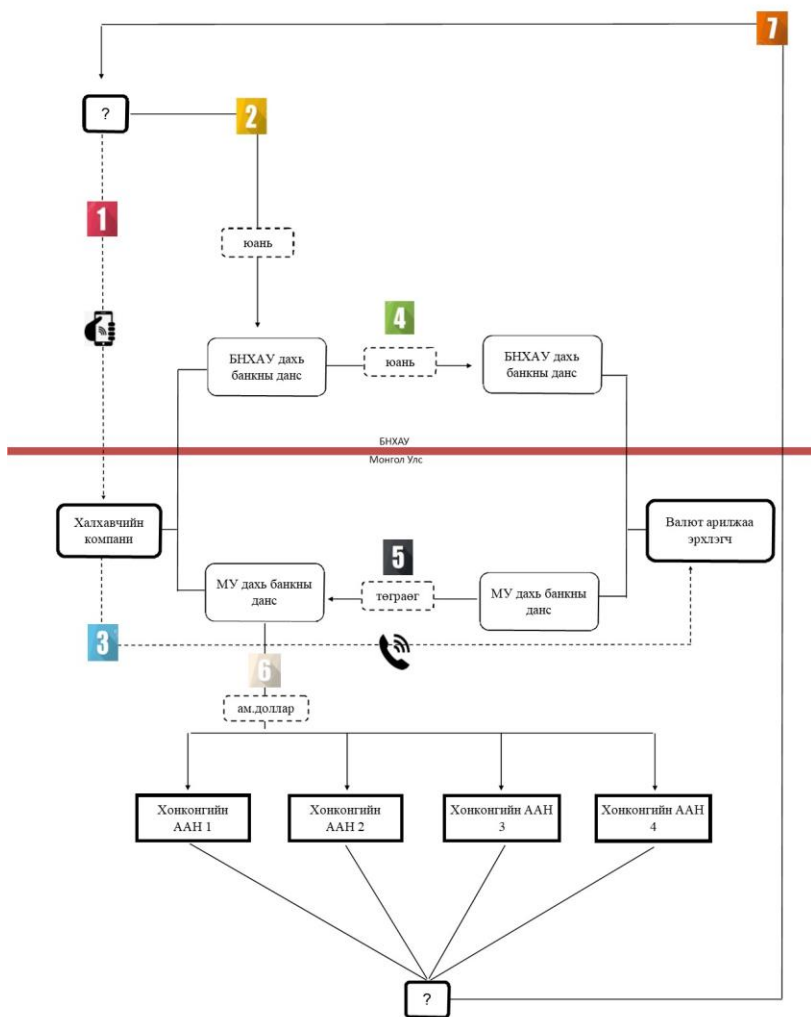 7
?
2
1
юань
4
БНХАУ дахь
банкны данс
юань
БНХАУ дахь
банкны данс
БНХАУ
Монгол Улс
Халхавчийн
компани
Валют арилжаа
эрхлэгч
5
МУ дахь банкны
данс
төграөг
МУ дахь банкны
данс
3
6
ам.доллар
Хонконгийн
ААН 1
Хонконгийн
ААН 2
Хонконгийн ААН
3
Хонконгийн ААН
4
?